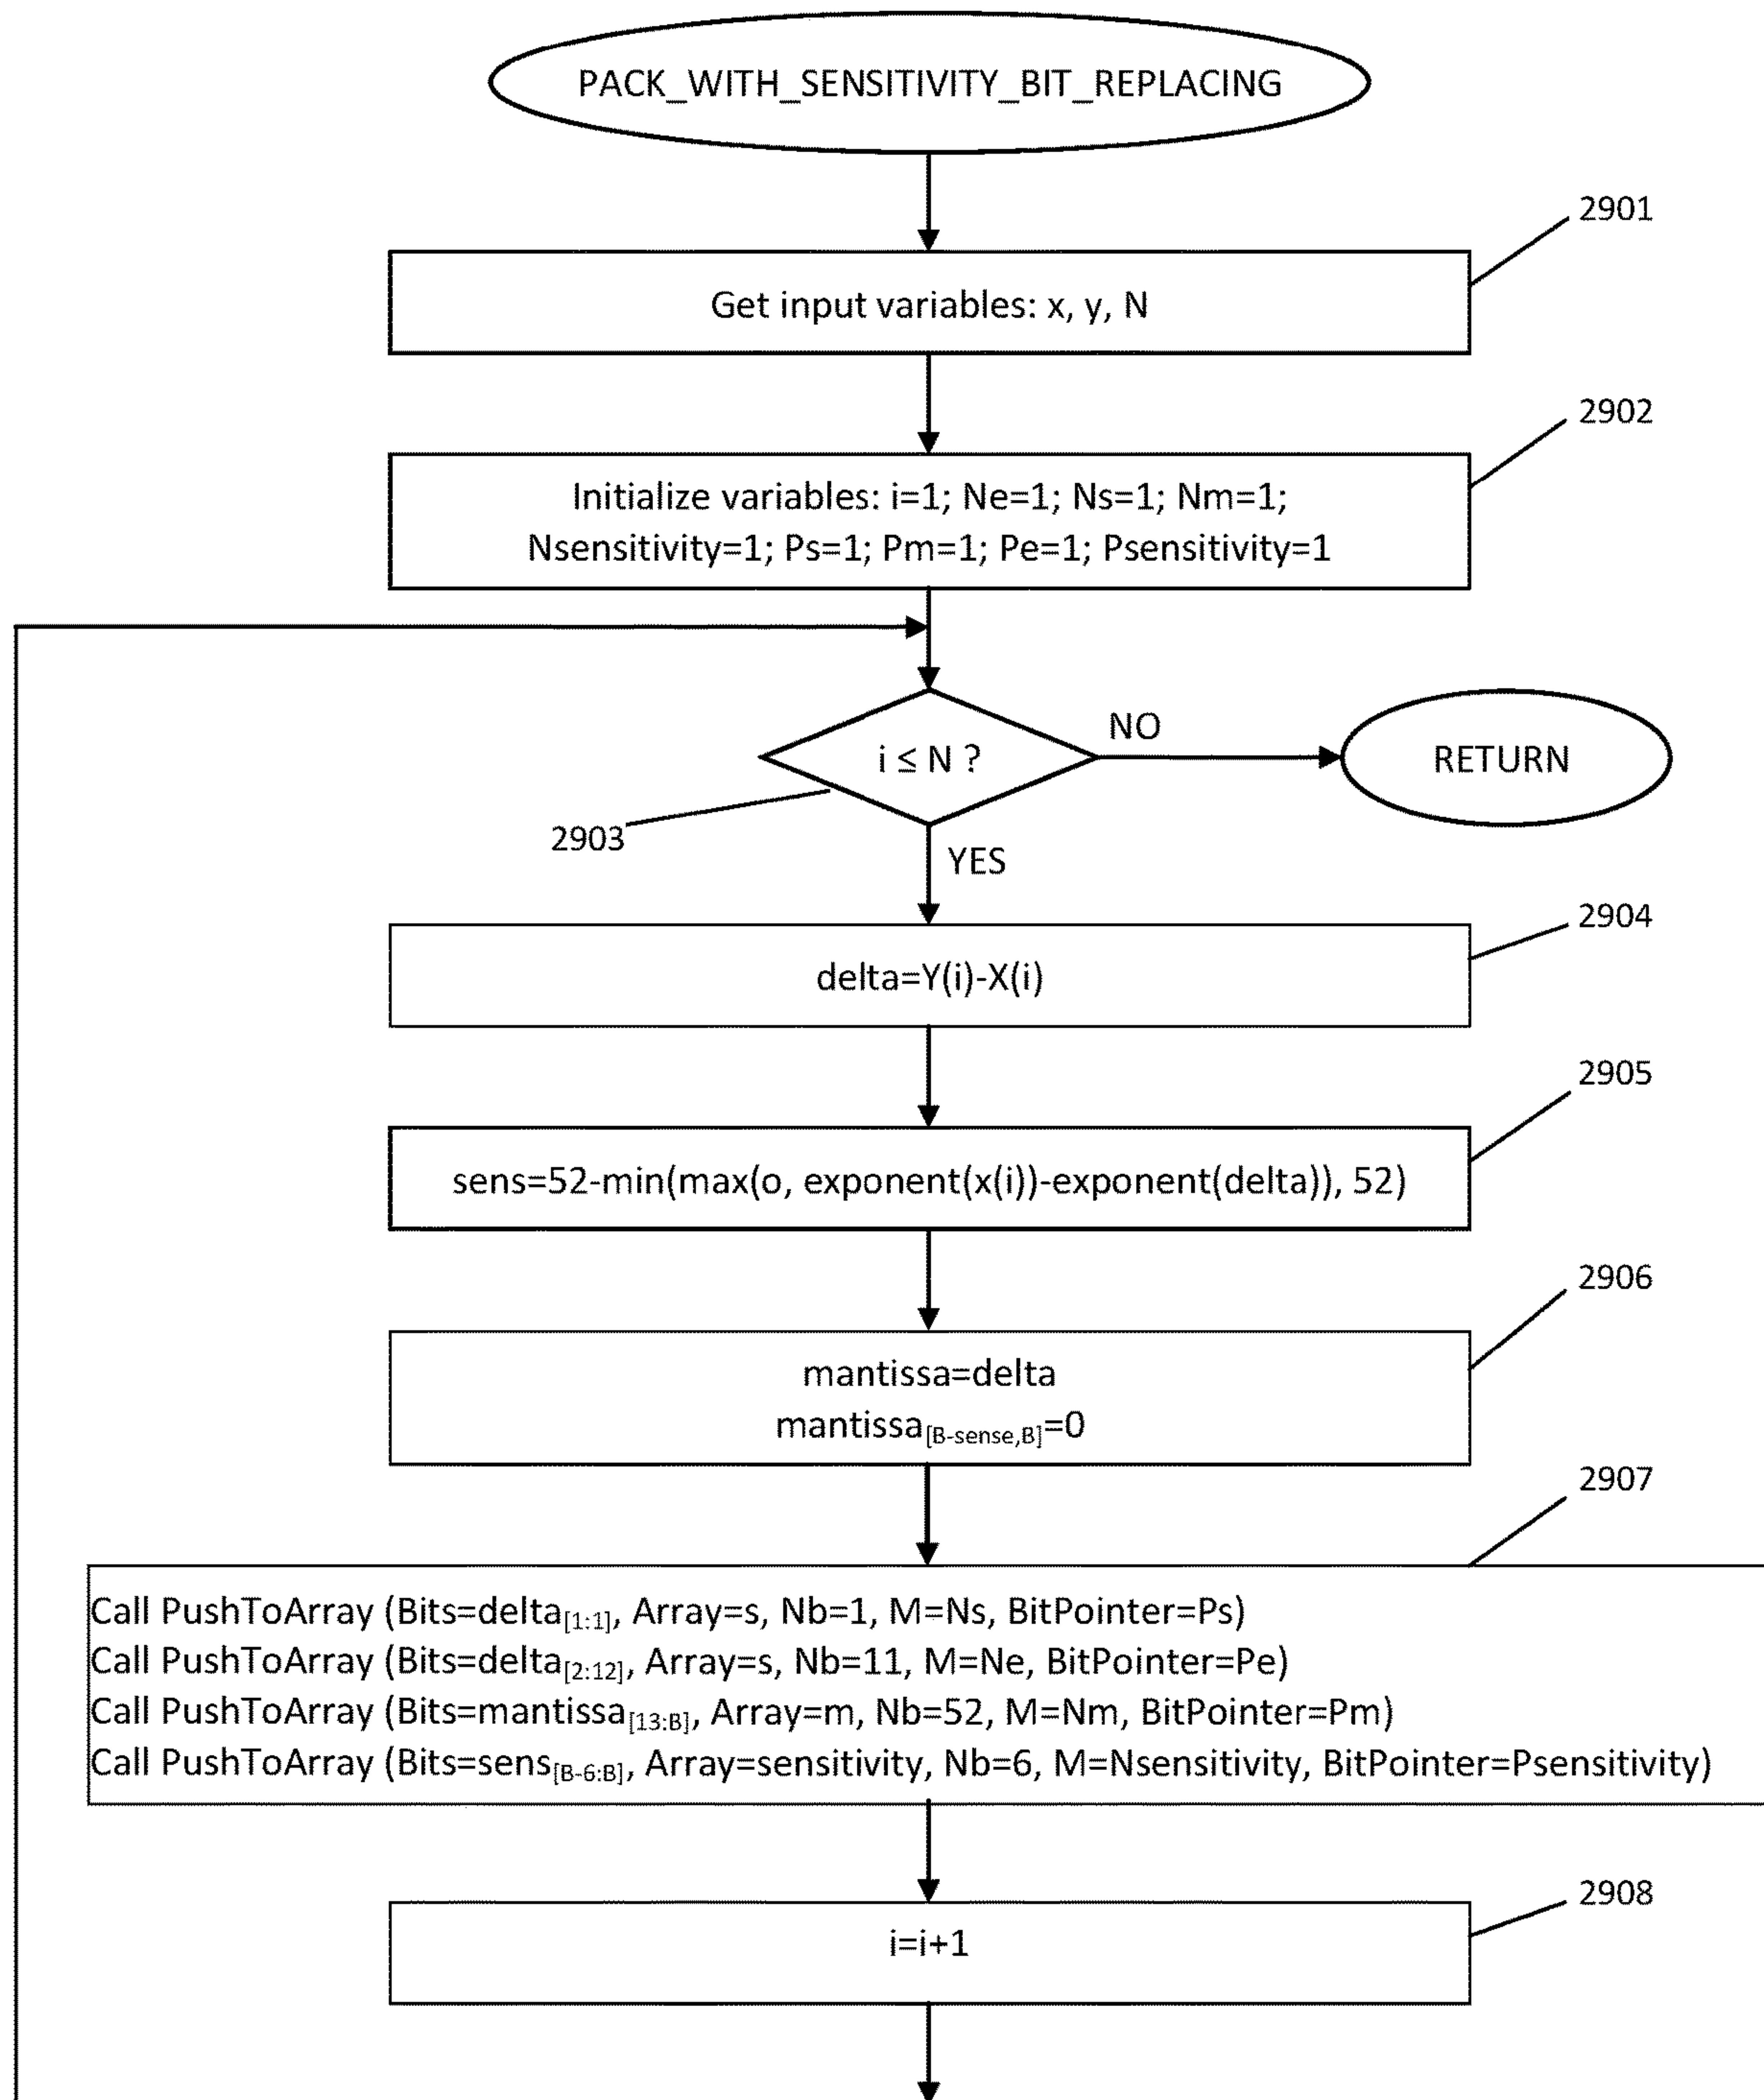 PACK_WITH_SENSITIVITY_BIT_REPLACING
2901
Get input variables: x, y, N
2902
Initialize variables: i=1; Ne=1; Ns=1; Nm=1;
Nsensitivity=1; Ps=1; Pm=1; Pe=1; Psensitivity=1
NO
i ≤ N ?
RETURN
2903
YES
2904
delta=Y(i)-X(i)
2905
sens=52-min(max(o, exponent(x(i))-exponent(delta)), 52)
2906
mantissa=delta
mantissa[B-sense,B]=0
2907
Call PushToArray (Bits=delta[1:1], Array=s, Nb=1, M=Ns, BitPointer=Ps)
Call PushToArray (Bits=delta[2:12], Array=s, Nb=11, M=Ne, BitPointer=Pe)
Call PushToArray (Bits=mantissa[13:B], Array=m, Nb=52, M=Nm, BitPointer=Pm)
Call PushToArray (Bits=sens[B-6:B], Array=sensitivity, Nb=6, M=Nsensitivity, BitPointer=Psensitivity)
2908
i=i+1